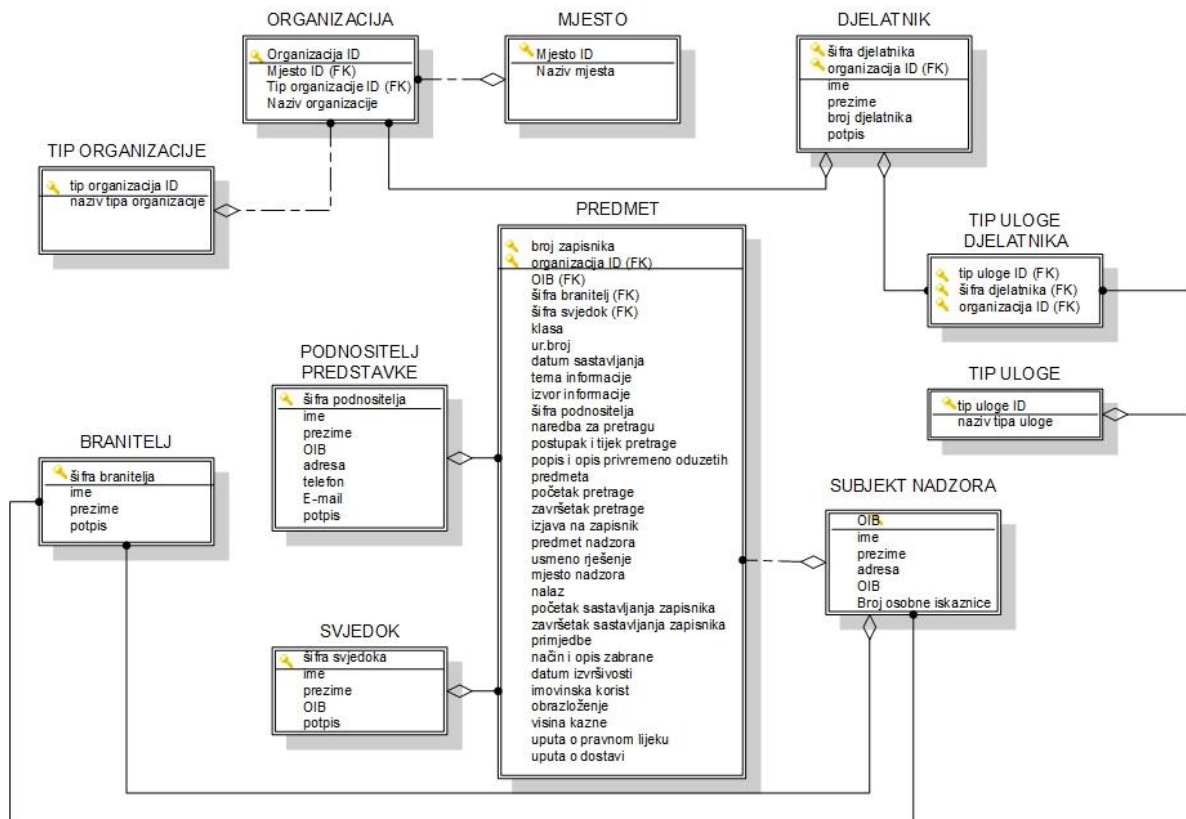 ORGANIZACIJA
Organizacija ID
Mjesto ID (FK)
Tip organizacije ID (FK)
Naziv organizacije
MJESTO
Mjesto ID
Naziv mjesta
DJELATNIK
šifra djelatnika
organizacija ID (FK)
ime
prezime
broj djelatnika
potpis
TIP ORGANIZACIJE
tip organizacija ID
naziv tipa organizacije
PREDMET
broj zapisnika
organizacija ID (FK)
OIB (FK)
šifra branitelj (FK)
šifra svjedok (FK)
klasa
ur.broj
datum sastavljanja
tema informacije
izvor informacije
šifra podnositelja
naredba za pretragu
postupak i tijek pretrage
popis i opis privremeno oduzetih
predmeta
početak pretrage
završetak pretrage
izjava na zapisnik
predmet nadzora
usmeno rješenje
mjesto nadzora
nalaz
početak sastavljanja zapisnika
završetak sastavljanja zapisnika
primjedbe
način i opis zabrane
datum izvršivosti
imovinska korist
obrazloženje
visina kazne
uputa o pravnom lijeku
uputa o dostavi
TIP ULOGE
DJELATNIKA
tip uloge ID (FK)
šifra djelatnika (FK)
organizacija ID (FK)
TIP ULOGE
tip uloge ID
naziv tipa uloge
PODNOSITELJ
PREDSTAVKE
šifra podnositelja
ime
prezime
OIB
adresa
telefon
E-mail
potpis
BRANITELJ
šifra branitelja
ime
prezime
potpis
SUBJEKT NADZORA
OIB
ime
prezime
adresa
OIB
Broj osobne iskaznice
SVJEDOK
šifra svjedoka
ime
prezime
OIB
potpis